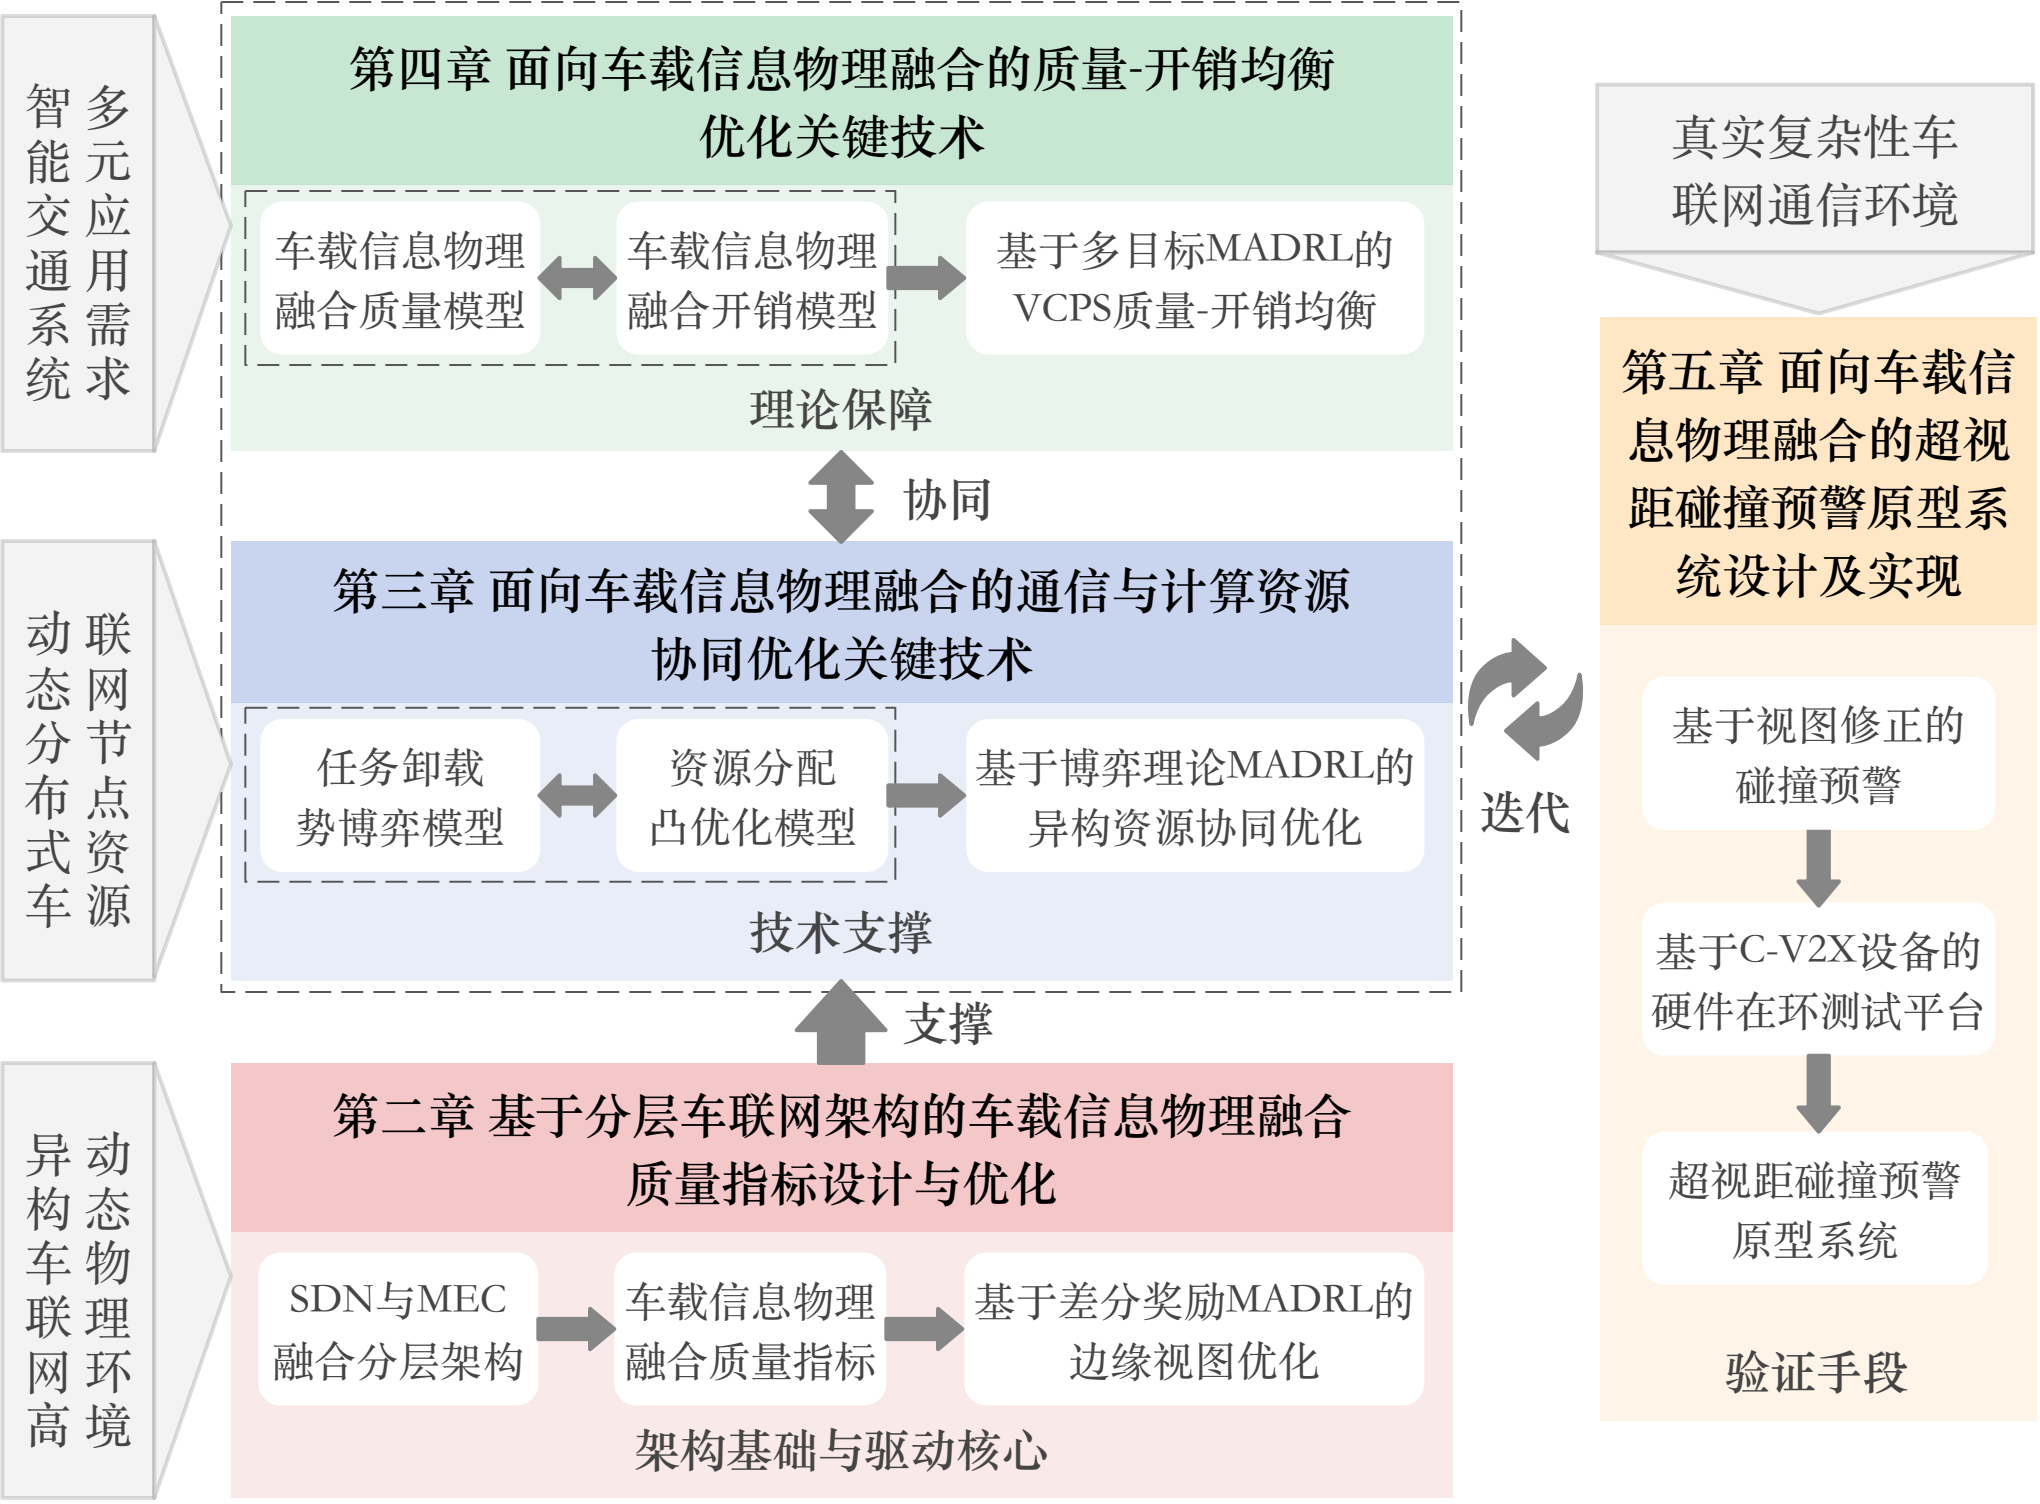 智能交通系统
多元应用需求
第四章 面向车载信息物理融合的质量-开销均衡
优化关键技术
车载信息物理
融合质量模型
车载信息物理
融合开销模型
基于多目标MADRL的
VCPS质量-开销均衡
理论保障
协同
动态分布式车
联网节点资源
第三章 面向车载信息物理融合的通信与计算资源
协同优化关键技术
任务卸载
势博弈模型
资源分配
凸优化模型
基于博弈理论MADRL的
异构资源协同优化
技术支撑
支撑
异构车联网高
动态物理环境
第二章 基于分层车联网架构的车载信息物理融合
质量指标设计与优化
SDN与MEC
融合分层架构
车载信息物理
融合质量指标
基于差分奖励MADRL的
边缘视图优化
架构基础与驱动核心
迭代
真实复杂性车
联网通信环境
第五章 面向车载信
息物理融合的超视
距碰撞预警原型系
统设计及实现
基于视图修正的
碰撞预警
基于C-V2X设备的
硬件在环测试平台
超视距碰撞预警
原型系统
验证手段